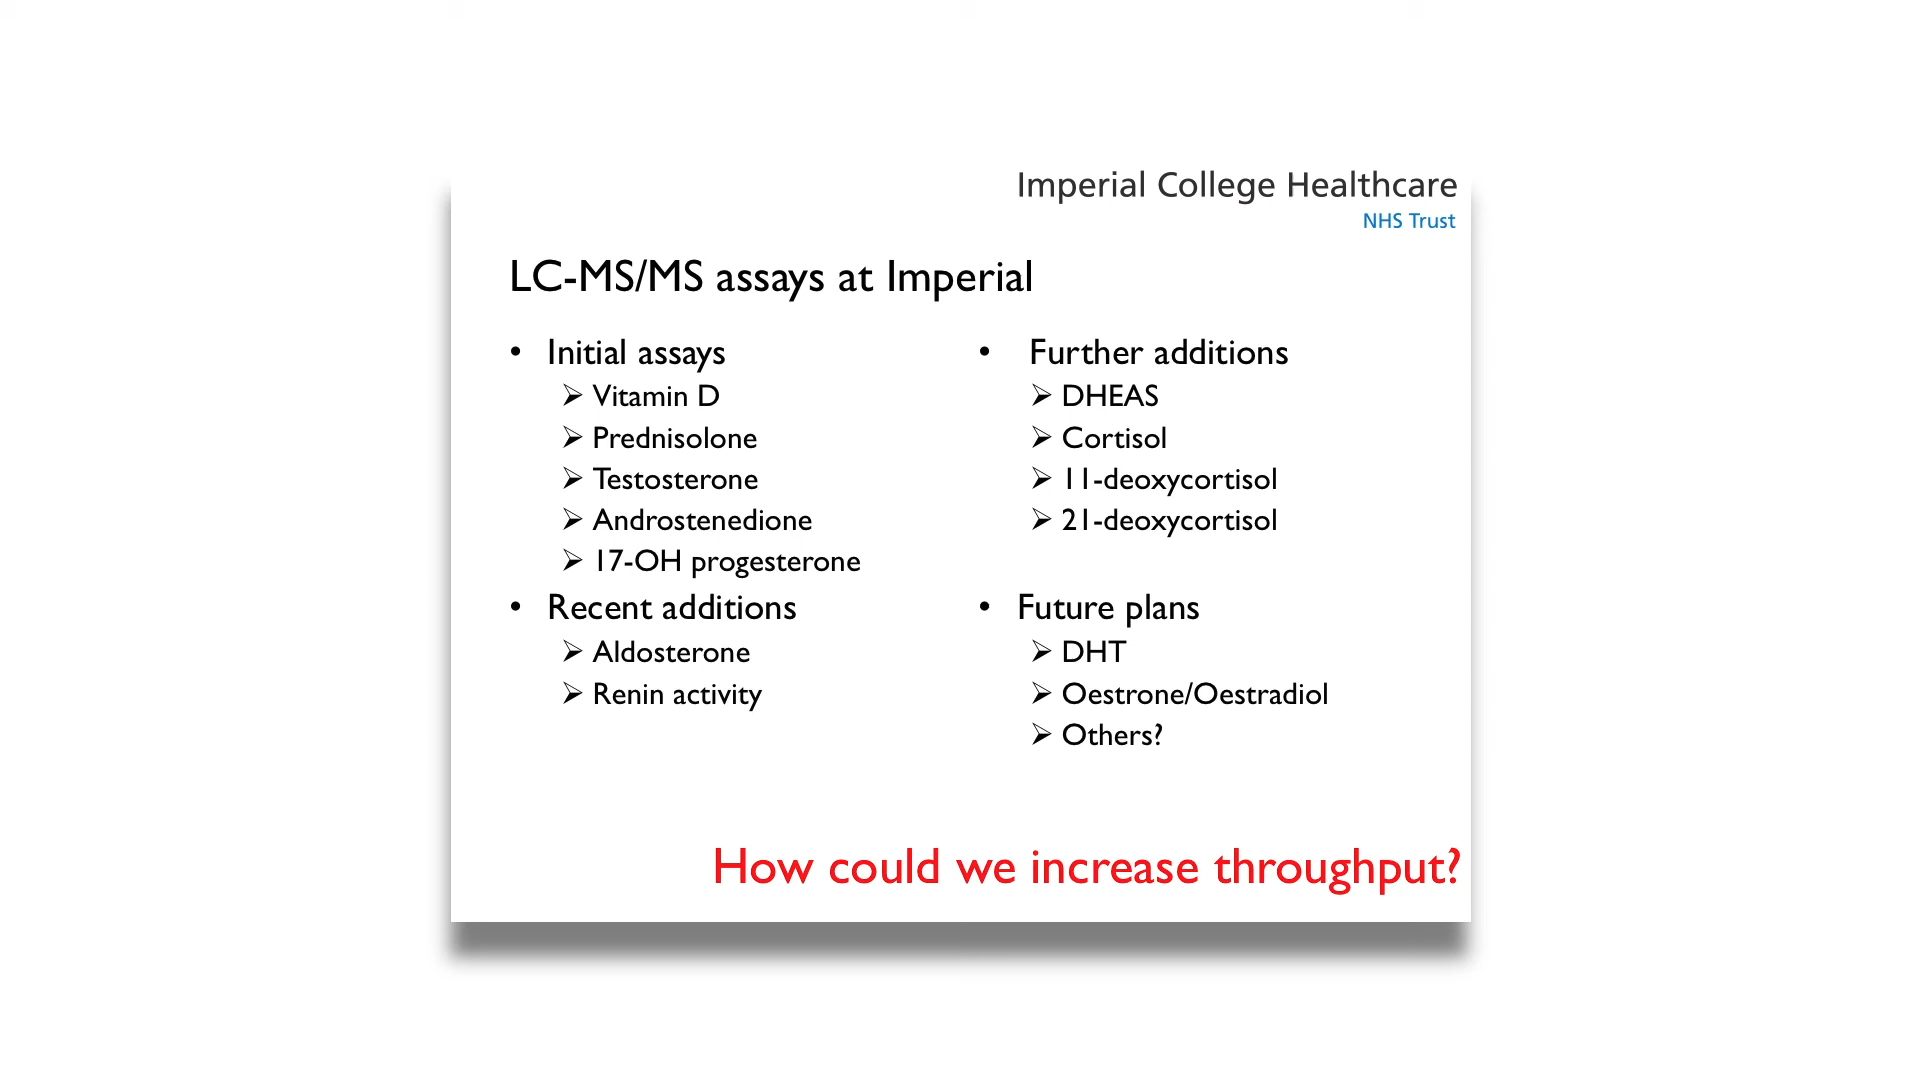 Imperial College Healthcare
NHS Trust
LC-MS/MS assays at Imperial
• Initial assays
➢ Vitamin D
➢ Prednisolone
➢ Testosterone
➢ Androstenedione
➢ 17-OH progesterone
• Recent additions
➢ Aldosterone
➢ Renin activity
• Further additions
➢ DHEAS
➢ Cortisol
➢ 11-deoxycortisol
➢ 21-deoxycortisol
• Future plans
➢ DHT
➢ Oestrone/Oestradiol
➢ Others?
How could we increase throughput?